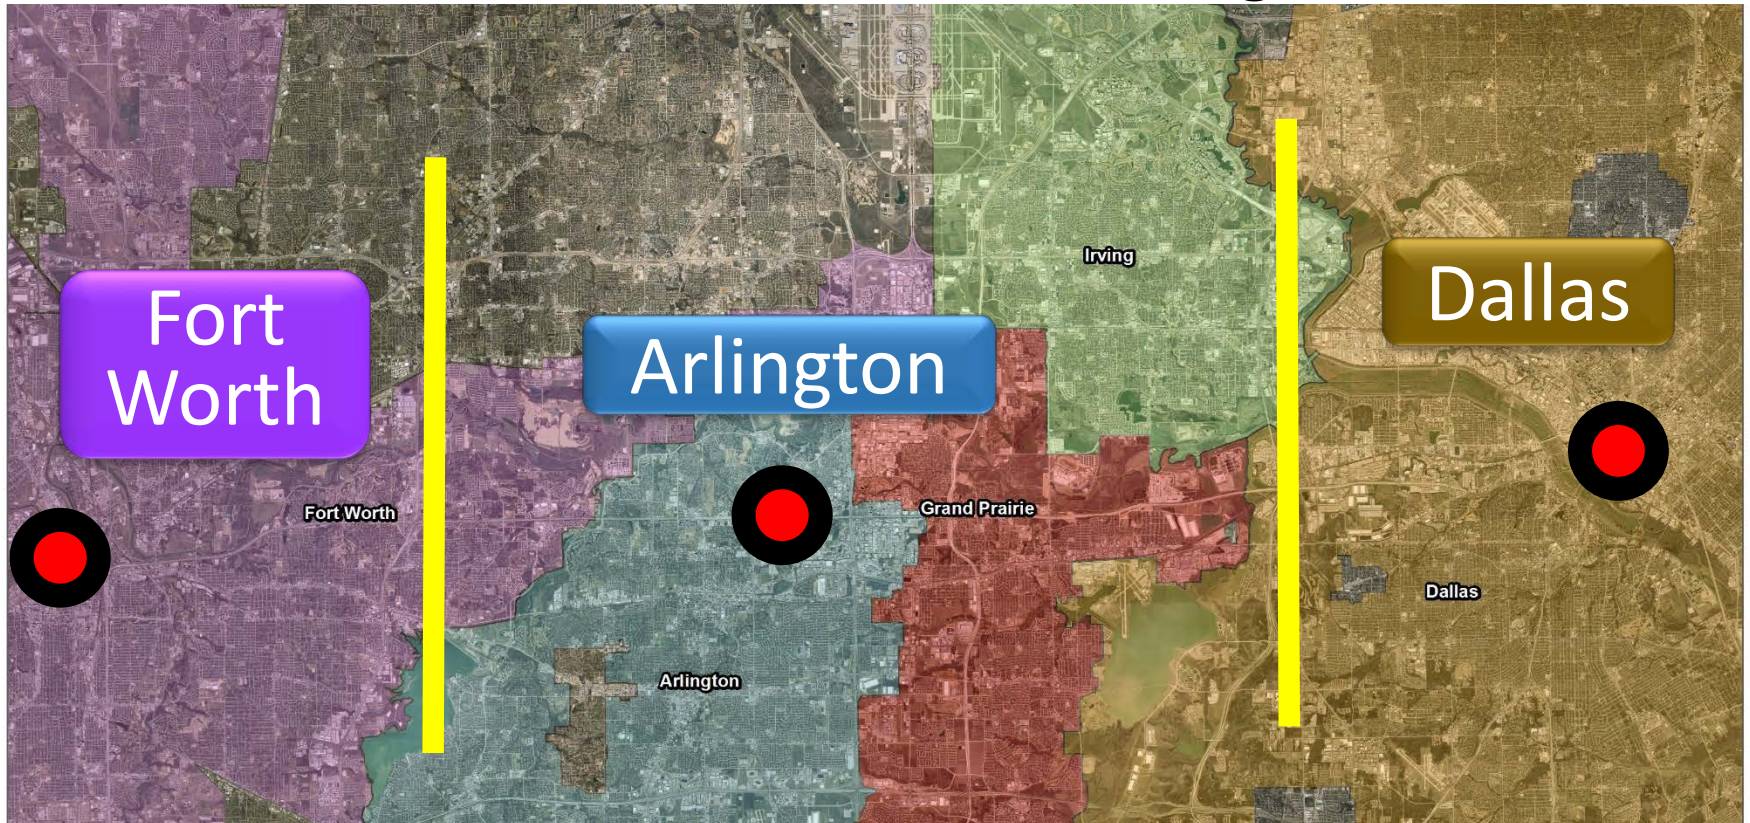 Irving
Dallas
Fort
Worth
Arlington
Fort Worth
Grand Prairie
Dallas
Arlington